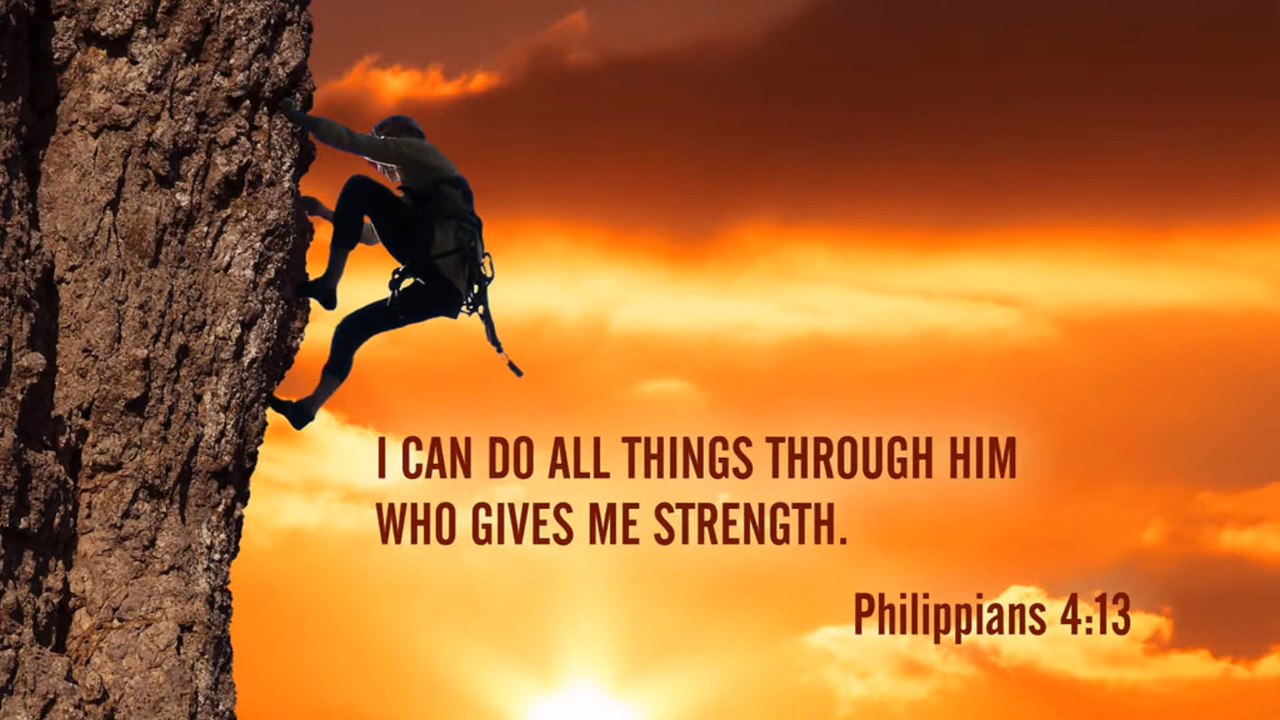 I CAN DO ALL THINGS THROUGH HIM
WHO GIVES ME STRENGTH.
Philippians 4:13